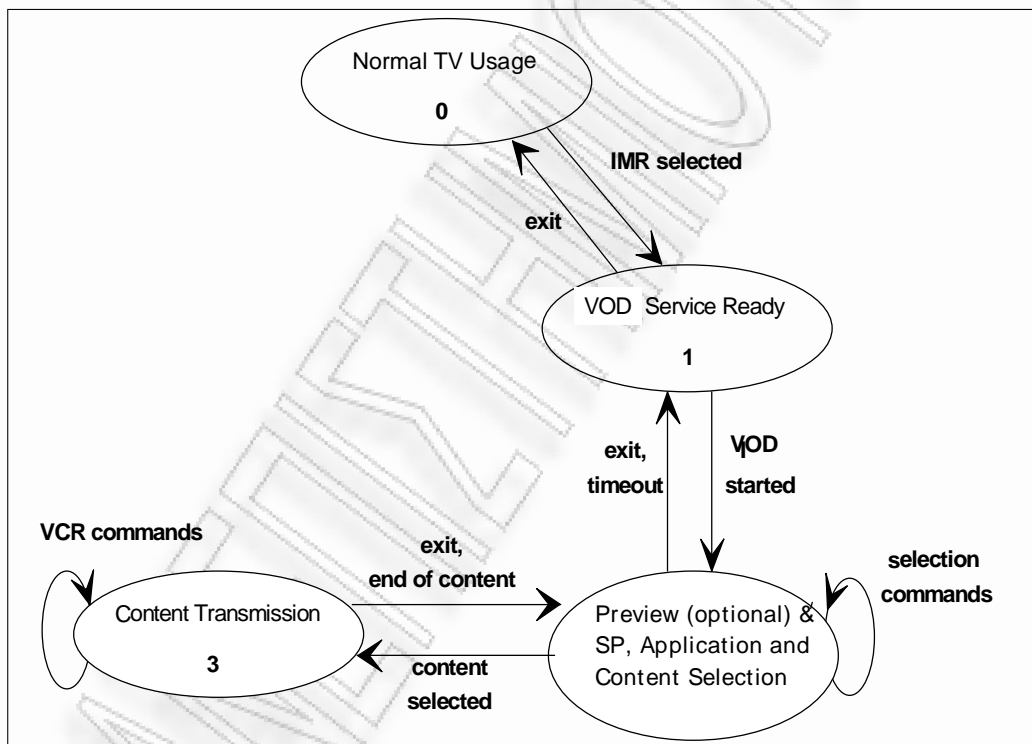 Normal TV Usage
0
IMR selected
exit
VOD Service Ready
1
exit,
timeout
VOD
started
VCR commands
exit,
end of content
selection
commands
Content Transmission
3
content
selected
Preview (optional) &
SP, Application and
Content Selection